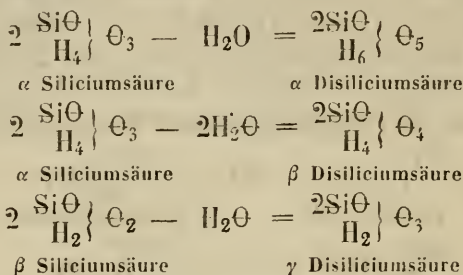 2 SiΘ H₄ } Θ₃ — H₂O = 2SiΘ H₆ } Θ₅
α Siliciumsäure α Disiliciumsäure
2 SiΘ H₄ } Θ₃ — 2H₂Θ = 2SiΘ H₄ } Θ₄
α Siliciumsäure β Disiliciumsäure
2 SiΘ H₂ } Θ₂ — H₂Θ = 2SiΘ H₂ } Θ₃
β Siliciumsäure γ Disiliciumsäure